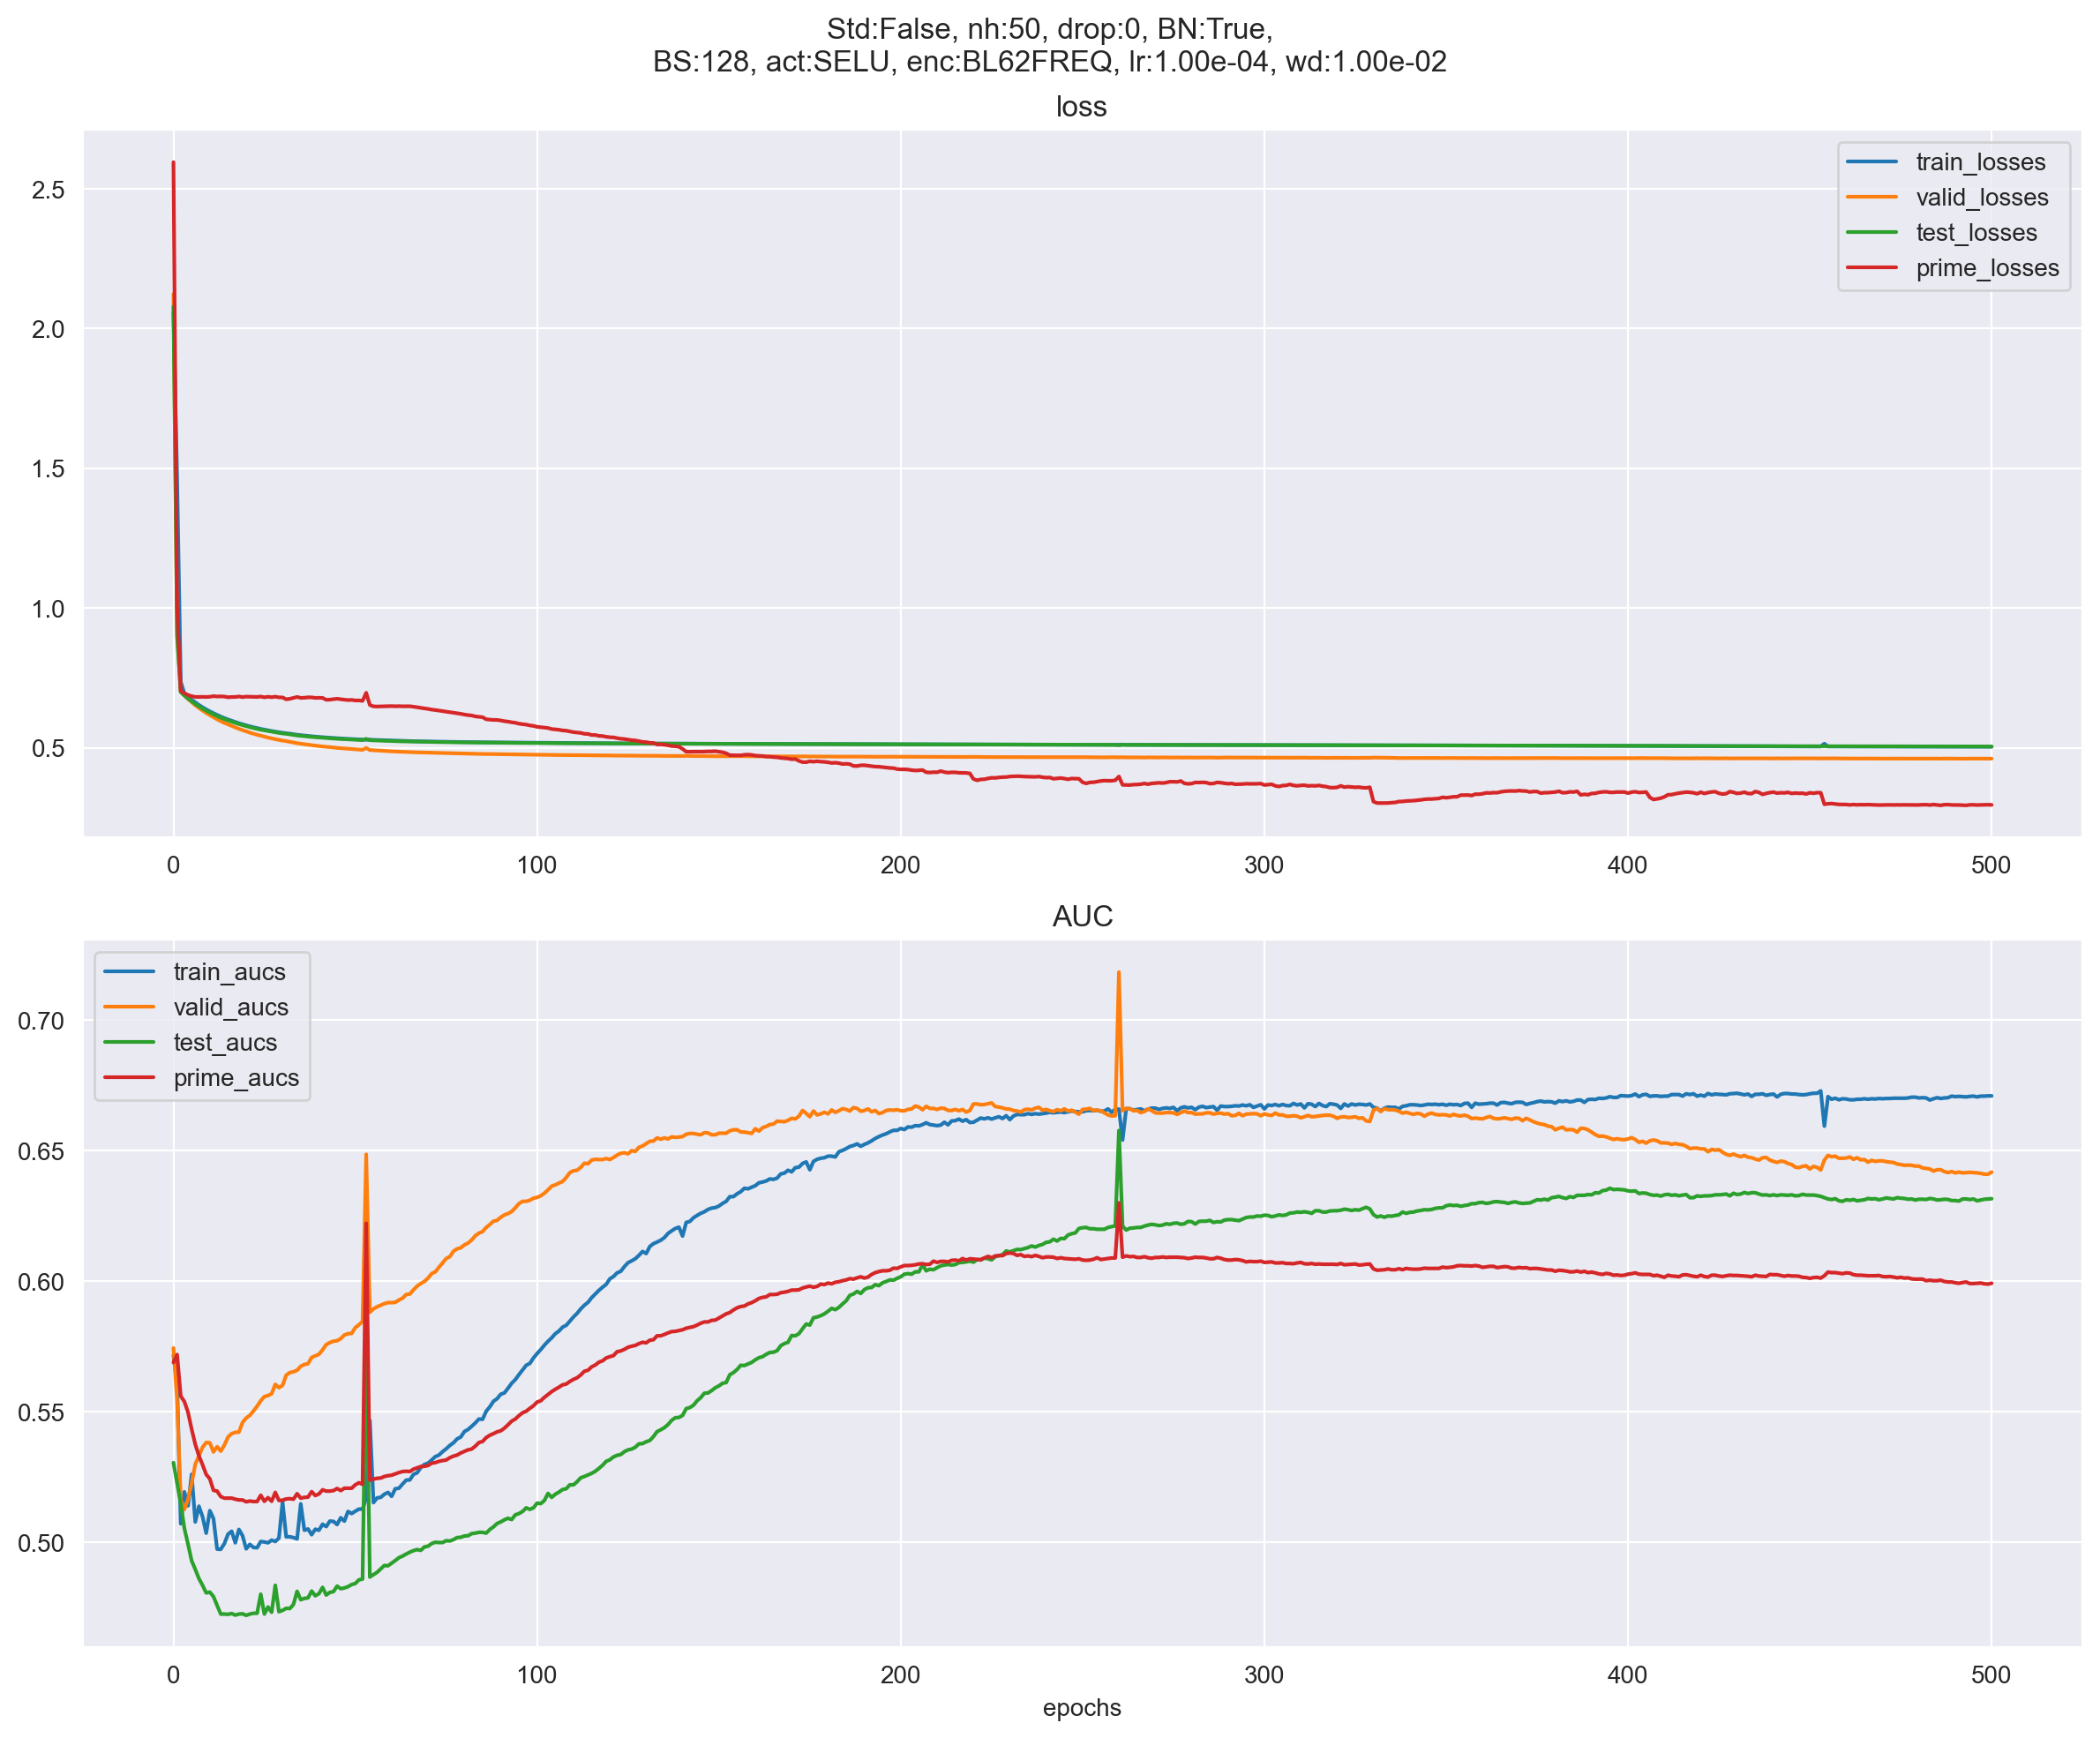 Std:False, nh:50, drop:0, BN:True,
BS:128, act:SELU, enc:BL62FREQ, lr:1.00e-04, wd:1.00e-02
loss
2.5
2.0
1.5
1.0
0.5
train_losses
valid_losses
test_losses
prime_losses
0 100 200 300 400 500
AUC
train_aucs
valid_aucs
test_aucs
prime_aucs
0.70
0.65
0.60
0.55
0.50
0 100 200 300 400 500
epochs